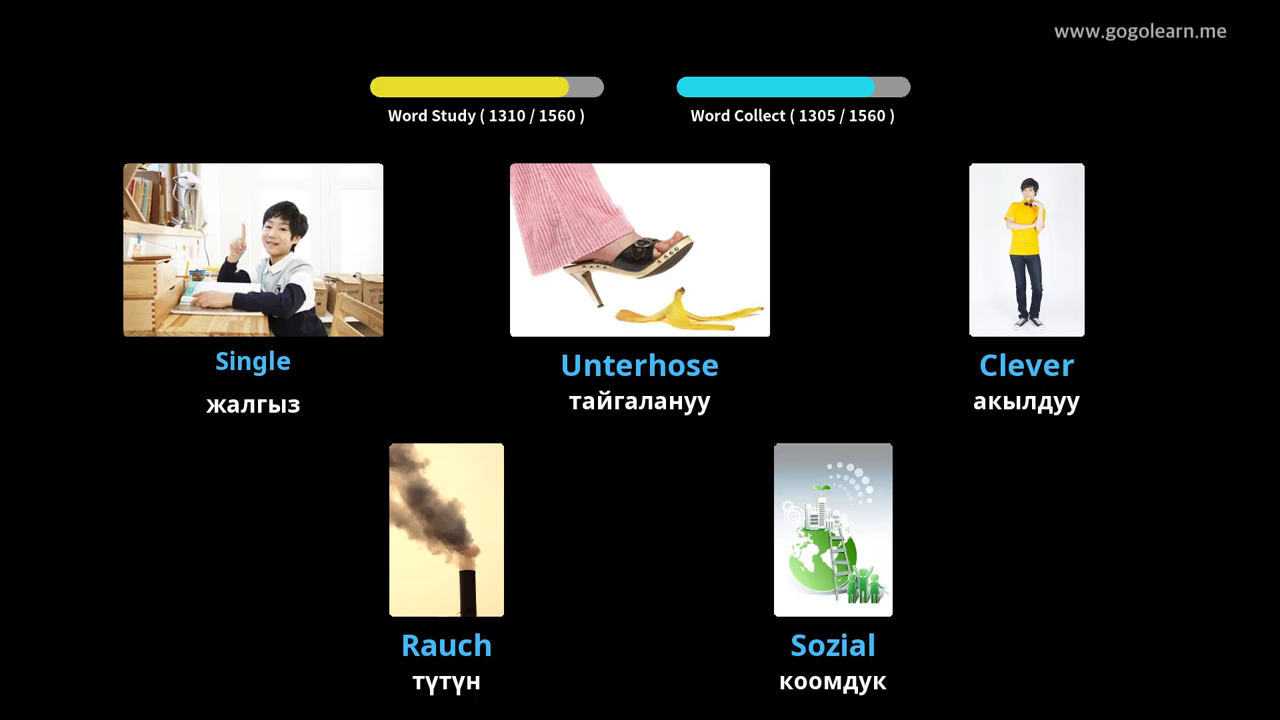 www.gogolearn.me
Word Study ( 1310 / 1560 )
Word Collect ( 1305 / 1560 )
Single
жалгыз
Unterhose
тайгалануу
Clever
акылдуу
Rauch
түтүн
Sozial
коомдук